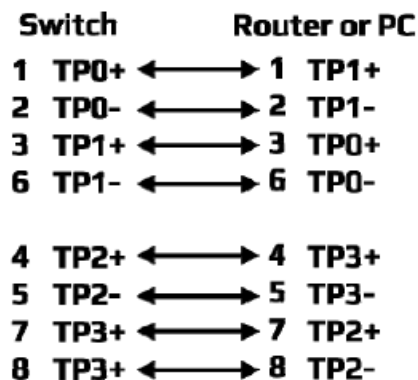 Switch Router or PC
1 TP0+ 1 TP1+
2 TP0- 2 TP1-
3 TP1+ 3 TP0+
6 TP1- 6 TP0-
4 TP2+ 4 TP3+
5 TP2- 5 TP3-
7 TP3+ 7 TP2+
8 TP3+ 8 TP2-